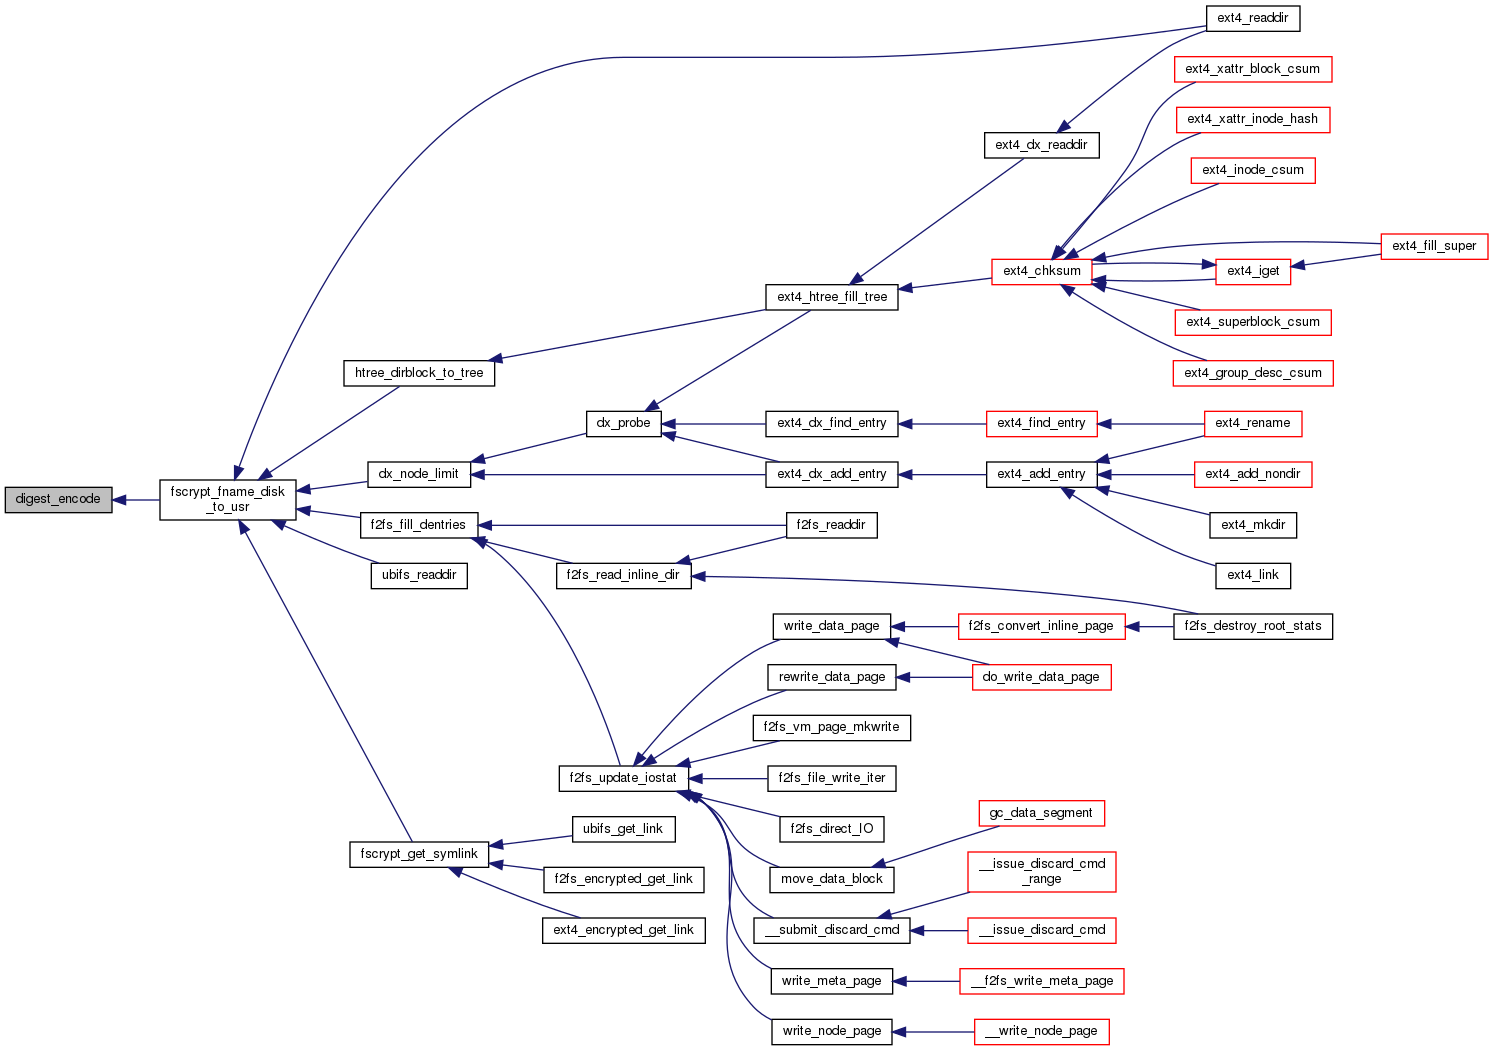 ext4_readdir
ext4_xattr_block_csum
ext4_xattr_inode_hash
ext4_dx_readdir
ext4_inode_csum
ext4_fill_super
ext4_chksum
ext4_iget
ext4_htree_fill_tree
ext4_superblock_csum
htree_dirblock_to_tree
ext4_group_desc_csum
dx_probe
ext4_dx_find_entry
ext4_find_entry
ext4_rename
dx_node_limit
ext4_dx_add_entry
ext4_add_entry
ext4_add_nondir
digest_encode
fscrypt_fname_disk
_to_usr
f2fs_fill_dentries
f2fs_readdir
ext4_mkdir
ubifs_readdir
f2fs_read_inline_dir
ext4_link
write_data_page
f2fs_convert_inline_page
f2fs_destroy_root_stats
rewrite_data_page
do_write_data_page
f2fs_vm_page_mkwrite
f2fs_update_iostat
f2fs_file_write_iter
gc_data_segment
ubifs_get_link
f2fs_direct_IO
fscrypt_get_symlink
f2fs_encrypted_get_link
move_data_block
__issue_discard_cmd
_range
ext4_encrypted_get_link
__submit_discard_cmd
__issue_discard_cmd
write_meta_page
__f2fs_write_meta_page
write_node_page
__write_node_page